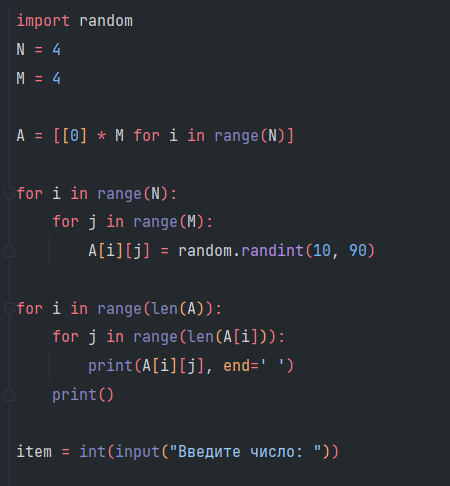 import random
N = 4
M = 4
A = [[0] * M for i in range(N)]
for i in range(N):
    for j in range(M):
        A[i][j] = random.randint(10, 90)
for i in range(len(A)):
    for j in range(len(A[i])):
        print(A[i][j], end=' ')
    print()
item = int(input("Введите число: "))